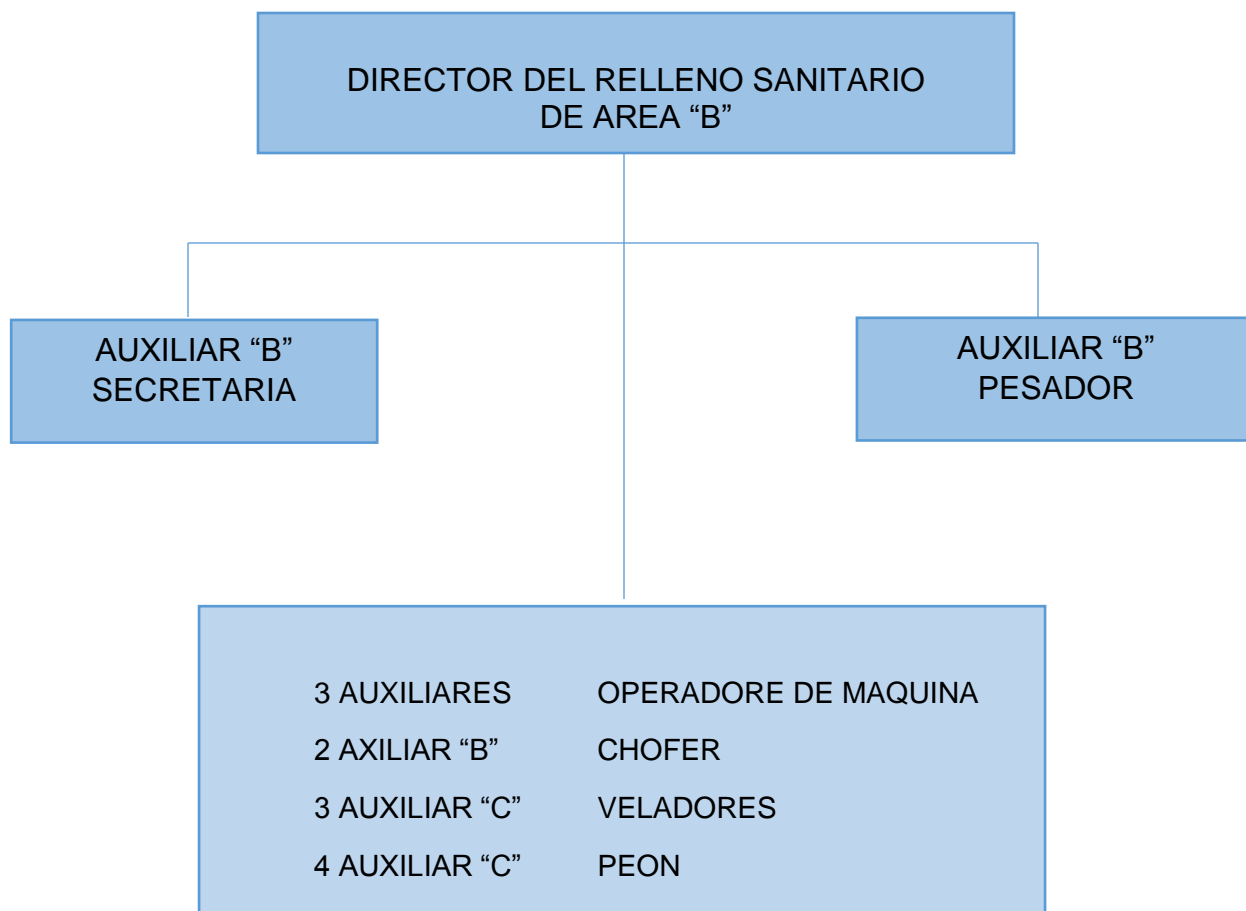 DIRECTOR DEL RELLENO SANITARIO
DE AREA “B”
AUXILIAR “B”
SECRETARIA
AUXILIAR “B”
PESADOR
3 AUXILIARES OPERADORE DE MAQUINA
2 AXILIAR “B” CHOFER
3 AUXILIAR “C” VELADORES
4 AUXILIAR “C” PEON